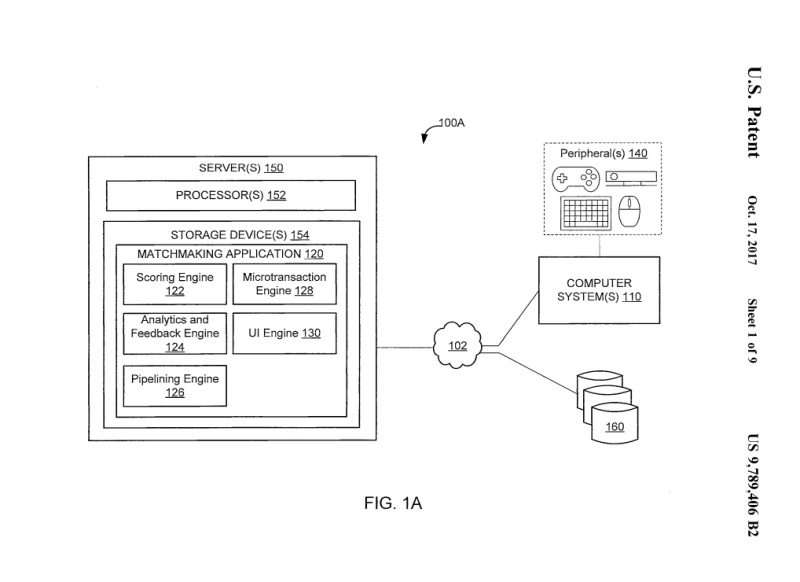 U.S. Patent
Oct. 17, 2017
Sheet 1 of 9
US 9,789,406 B2
100A
SERVER(S) 150
PROCESSOR(S) 152
STORAGE DEVICE(S) 154
MATCHMAKING APPLICATION 120
Scoring Engine
122
Microtransaction
Engine 128
Analytics and
Feedback Engine
124
UI Engine 130
Pipelining Engine
126
102
Peripheral(s) 140
COMPUTER
SYSTEM(S) 110
160
FIG. 1A